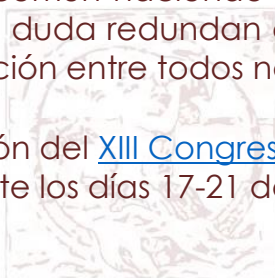 duda redundan
ción entre todos n
ón del XIII Congres
te los días 17-21 d